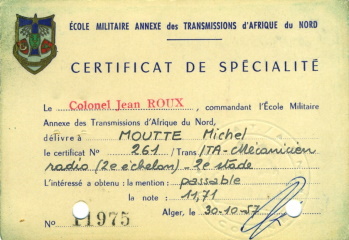 ÉCOLE MILITAIRE ANNEXE des TRANSMISSIONS d'AFRIQUE du NORD
CERTIFICAT DE SPÉCIALITÉ
Le Colonel Jean ROUX, commandant l'École Militaire
Annexe des Transmissions d'Afrique du Nord,
délivre à MOUTTE Michel
le certificat No 261 /Trans/ITA-Mécanicien
radio (2e échelon) - 2e stade
L'intéressé a obtenu : la mention : passable
la note : 11,71
Alger, le 30-10-57
No 11975